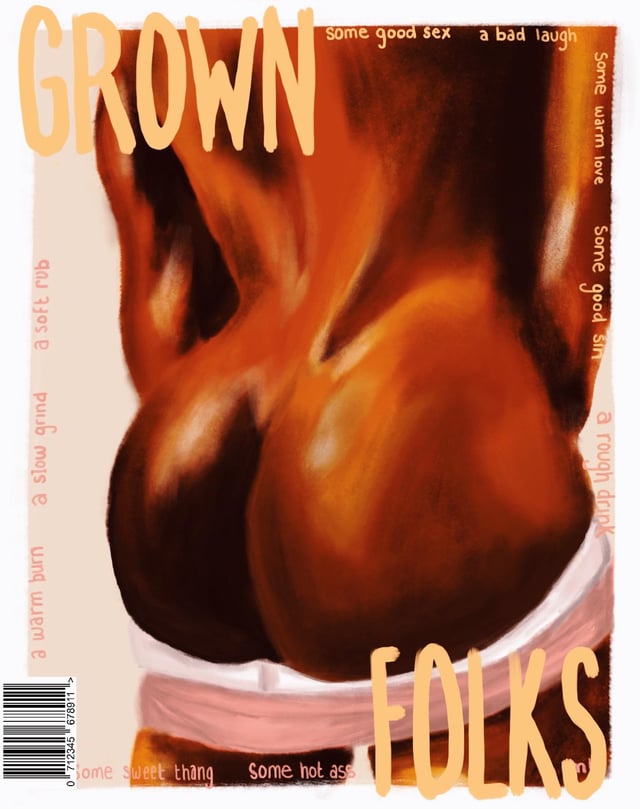 GROWN
some good sex
a bad laugh
some warm love
some good sin
a rough drink
a soft rub
a slow grind
a warm burn
FOLKS
some sweet thang
some hot ass
0 712345 678911 >